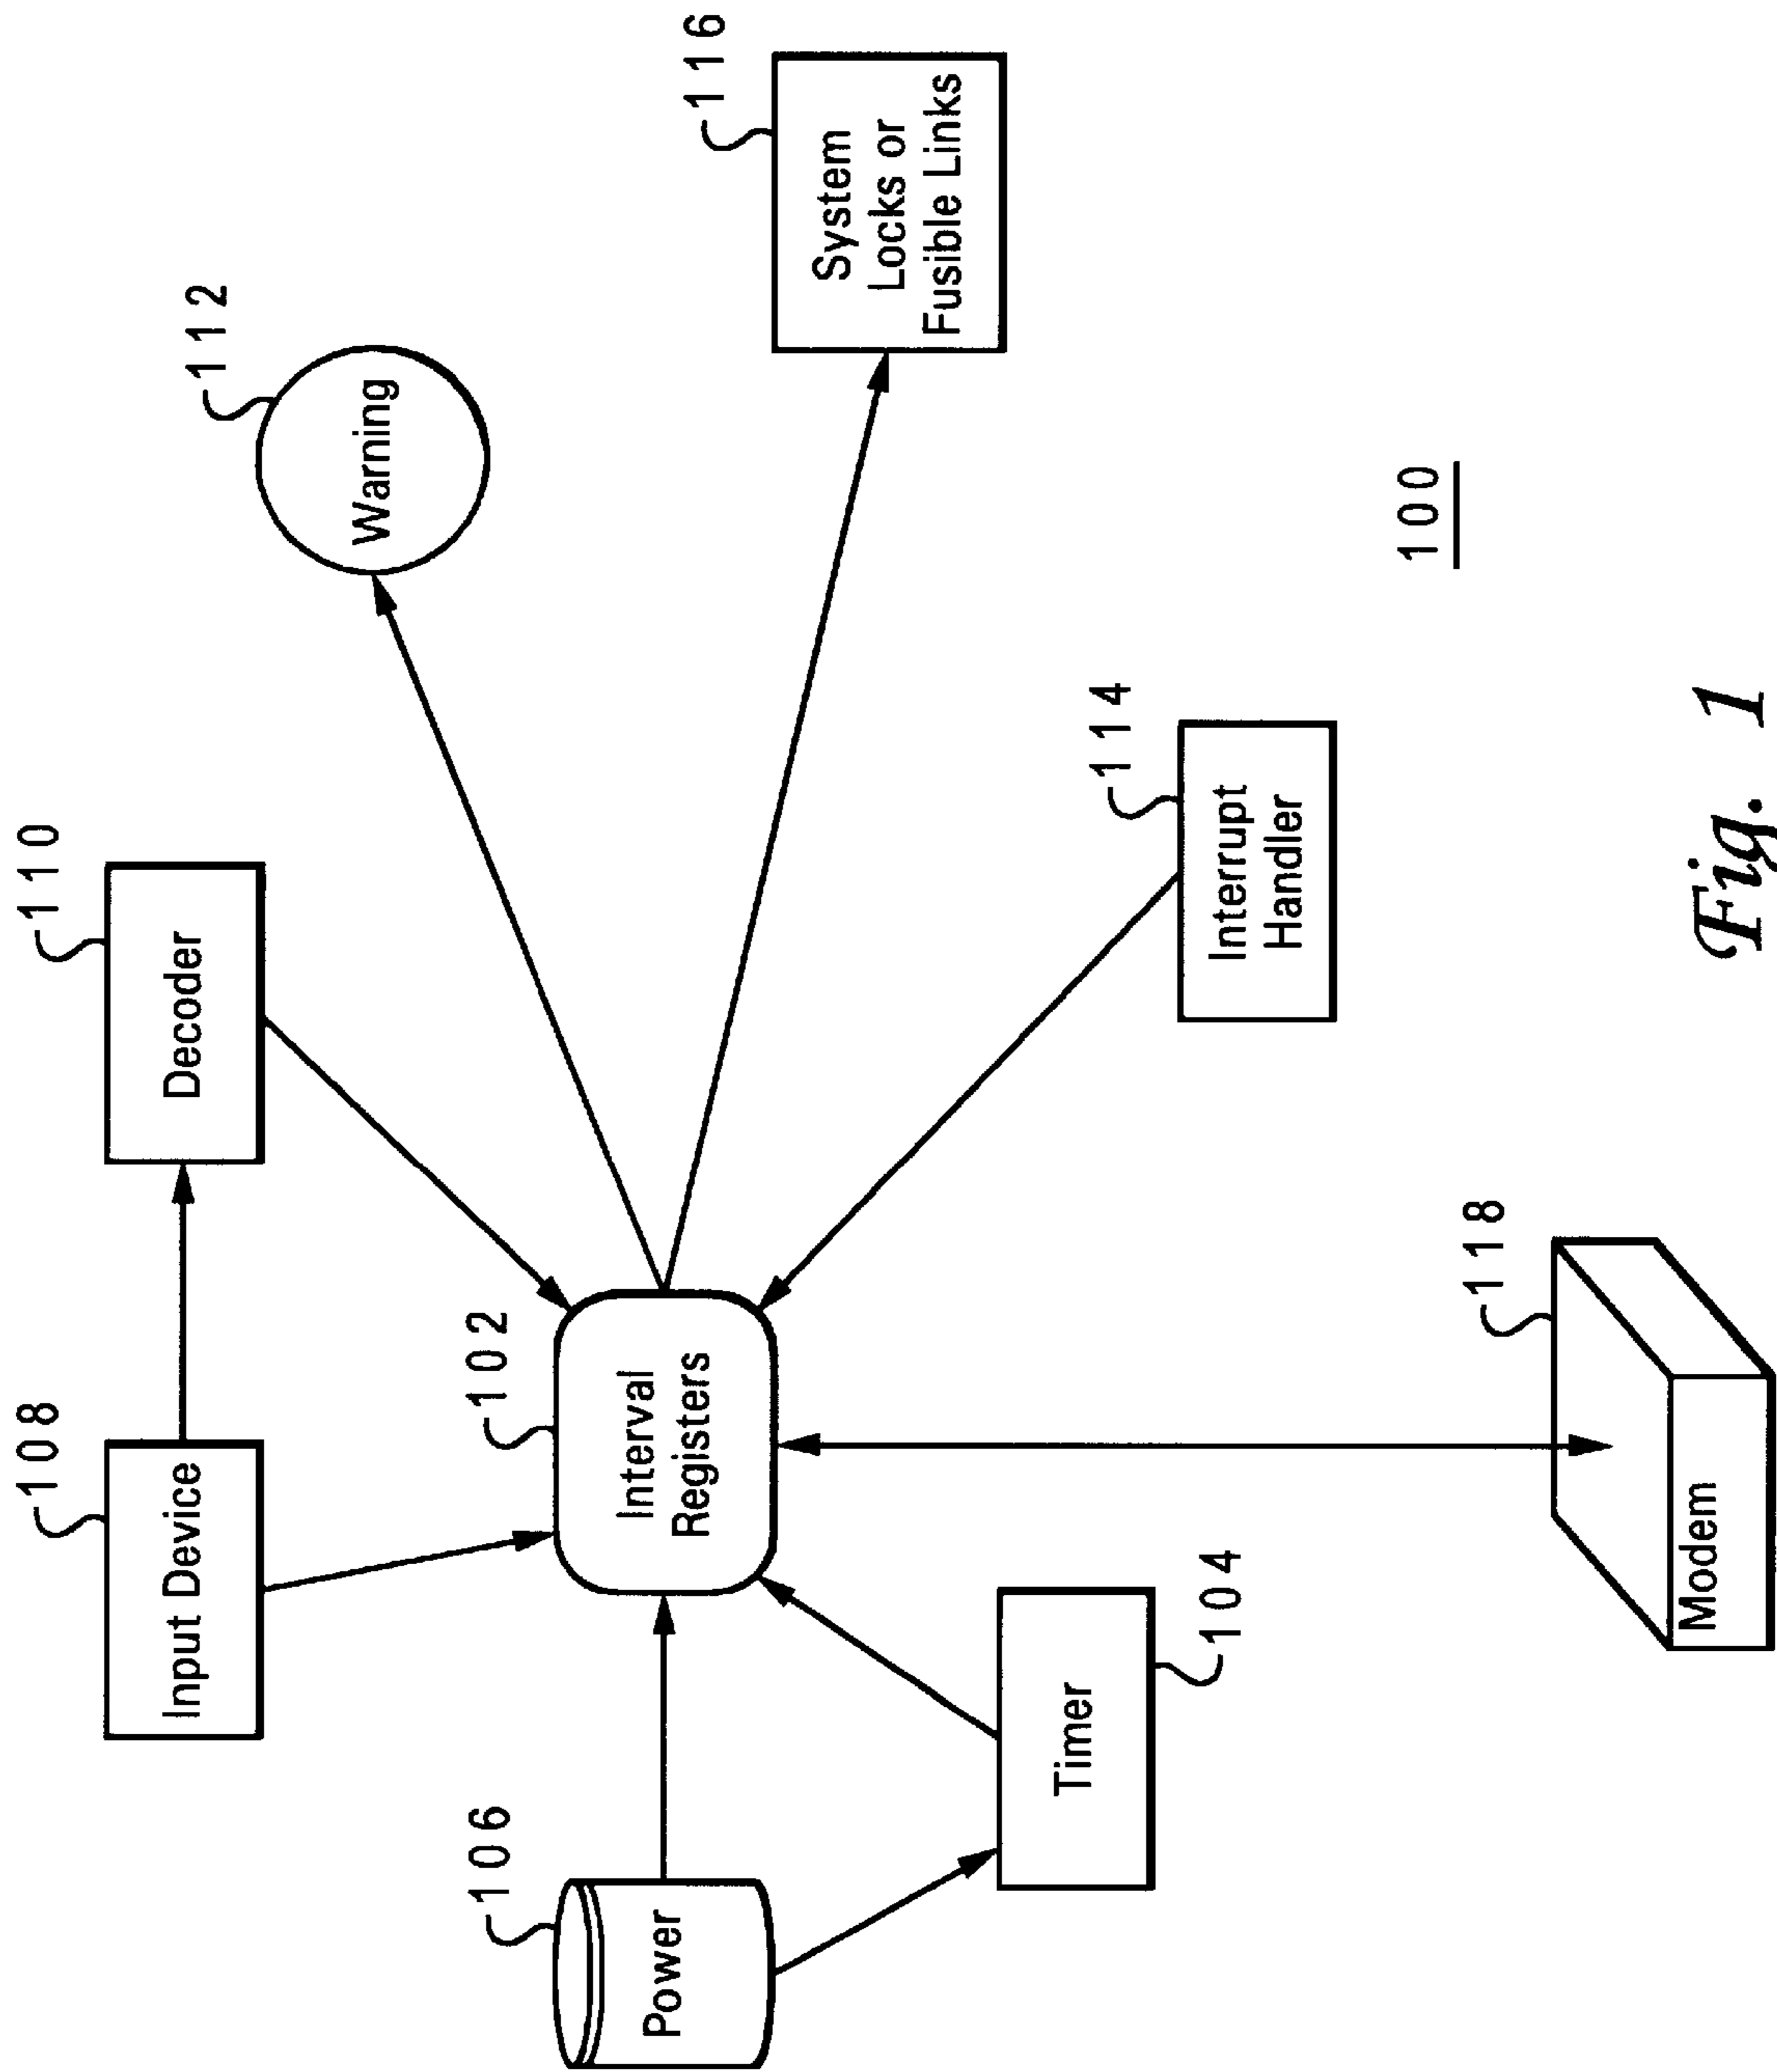 108
Input Device
110
Decoder
112
Warning
106
Power
102
Interval
Registers
116
System
Locks or
Fusible Links
104
Timer
114
Interrupt
Handler
118
Modem
100
Fig. 1